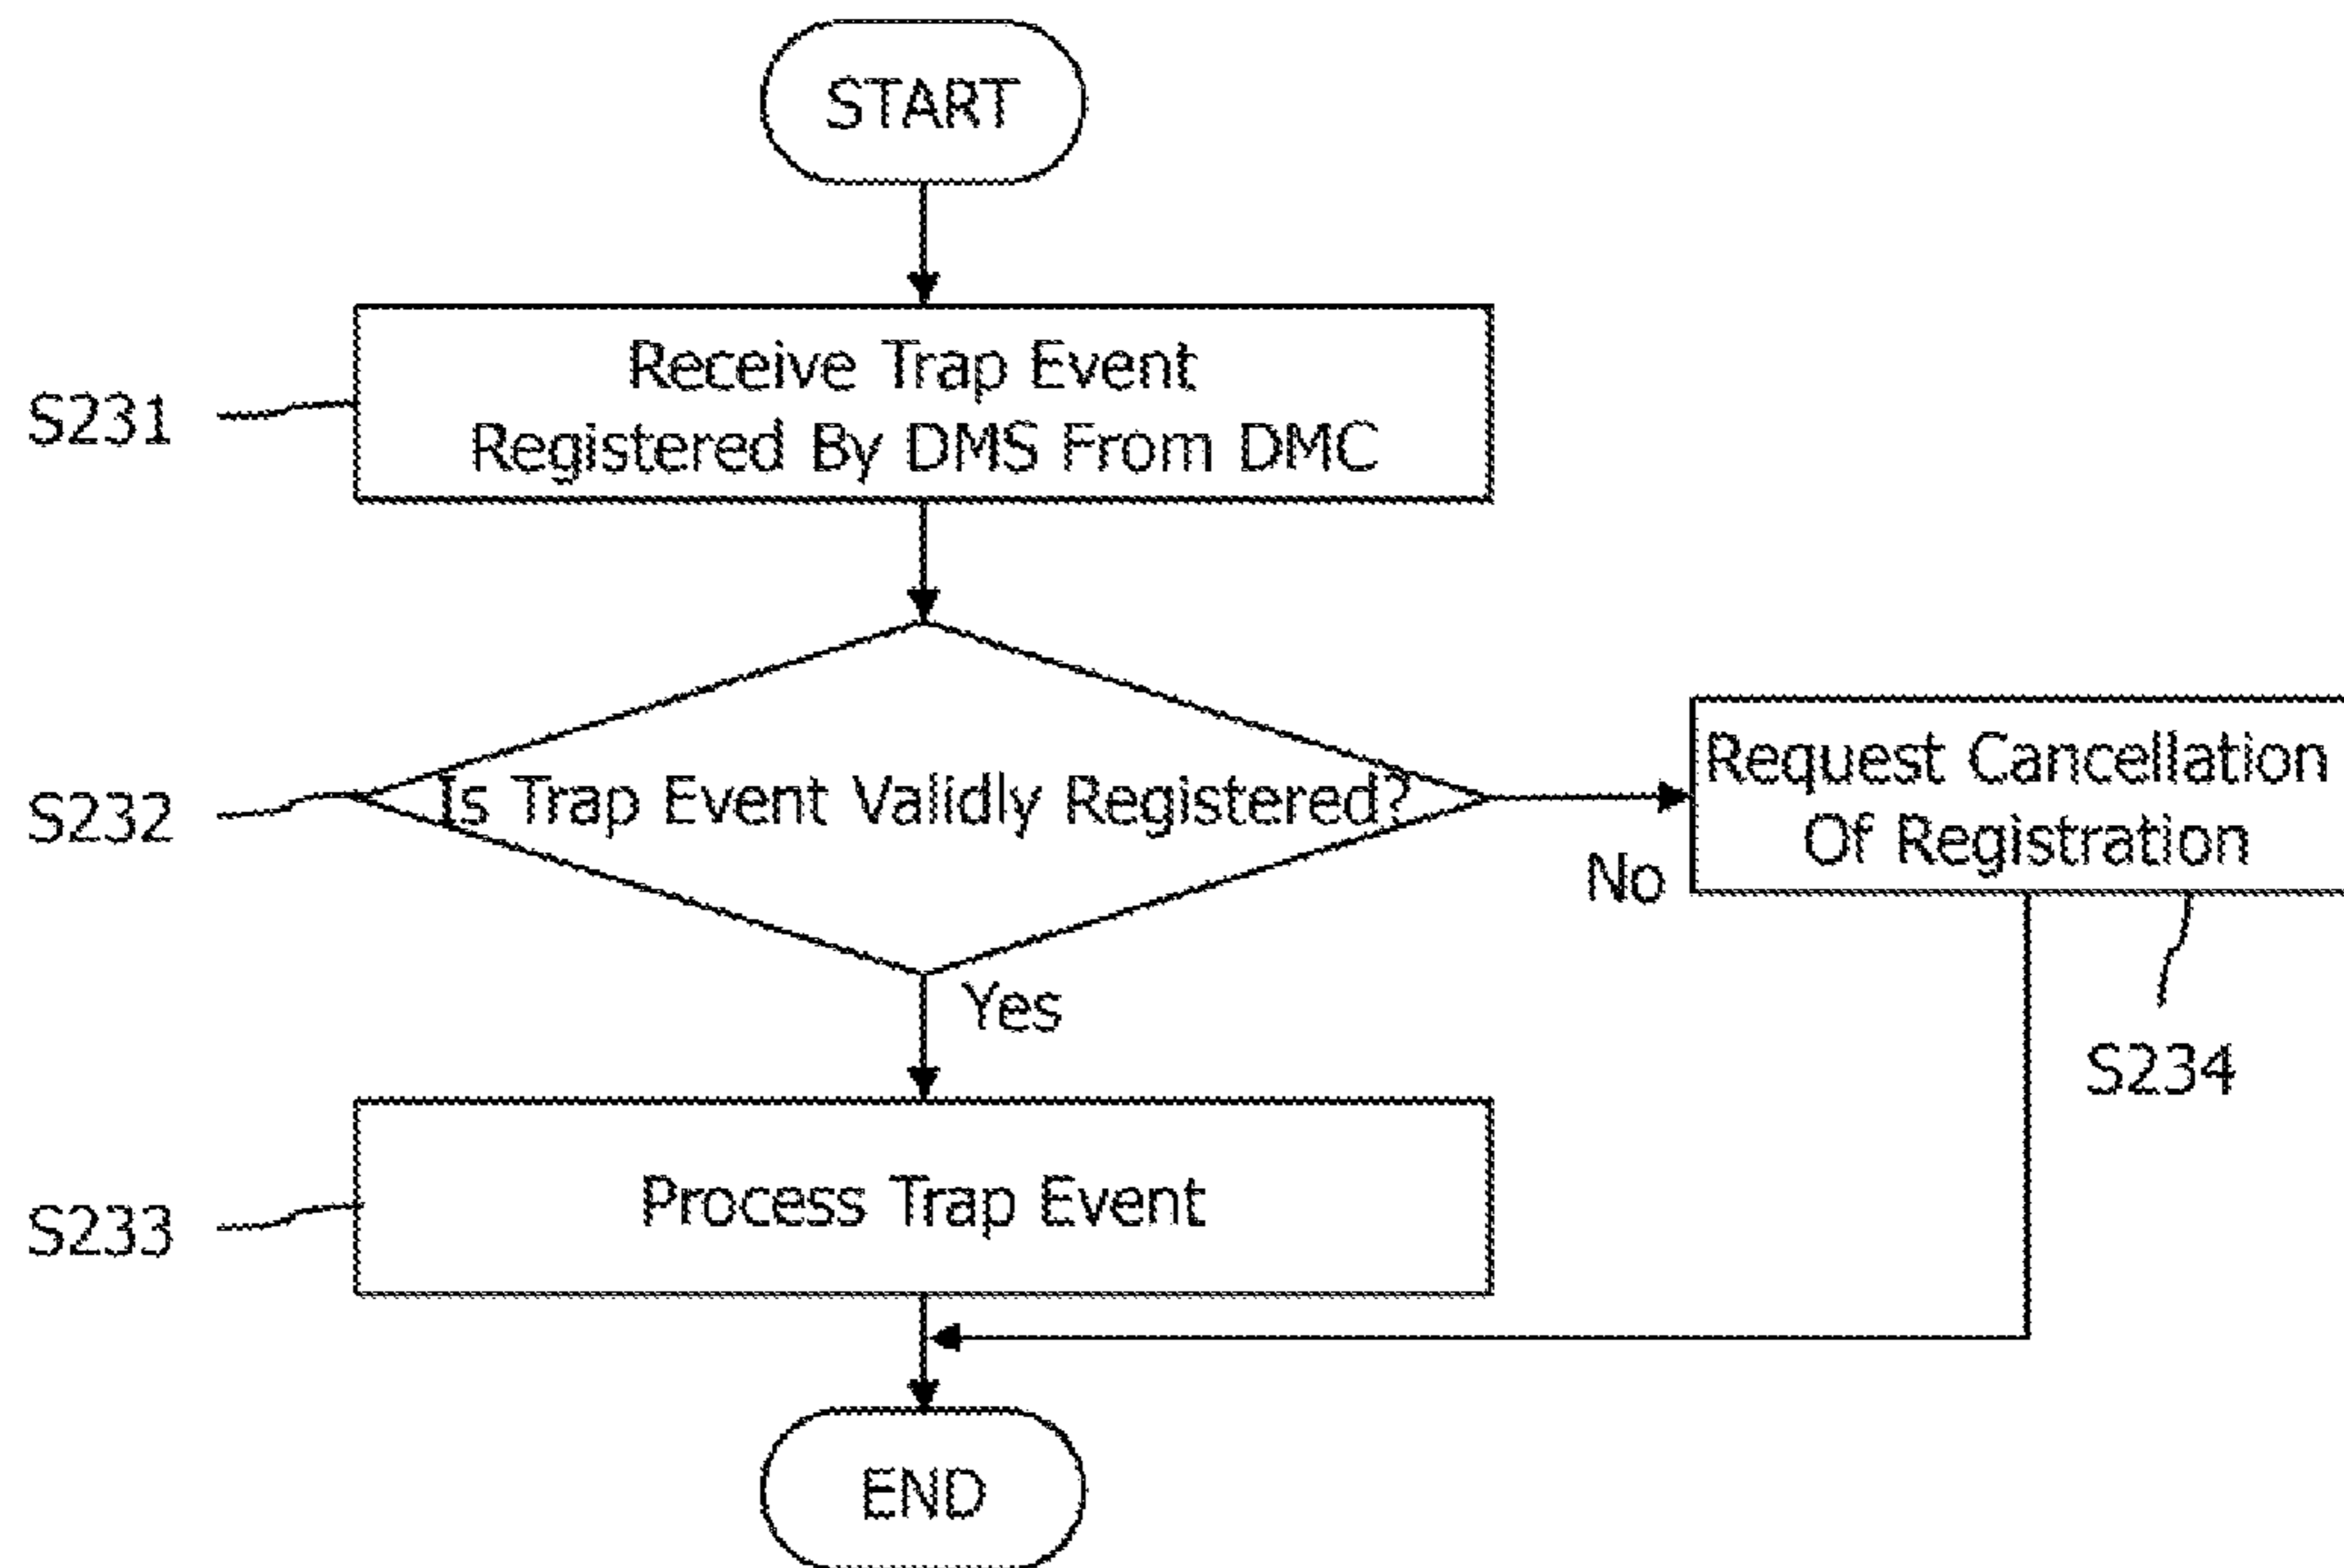 START
Receive Trap Event
Registered By DMS From DMC
S231
Is Trap Event Validly Registered?
S232
Request Cancellation
Of Registration
No
Yes
S234
Process Trap Event
S233
END